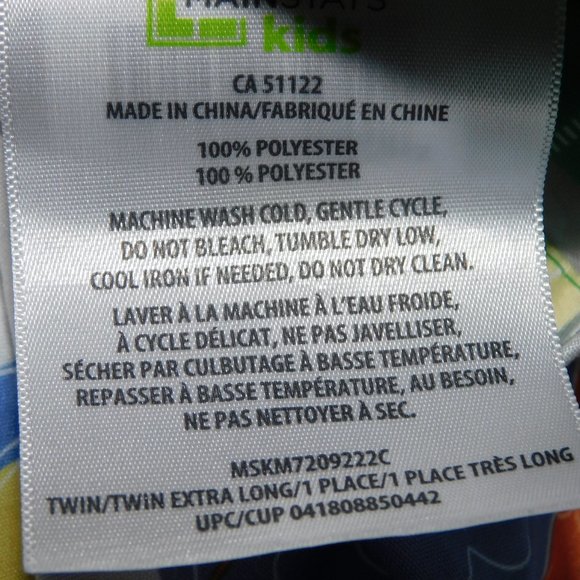 MAINSTAYS
kids
CA 51122
MADE IN CHINA/FABRIQUÉ EN CHINE
100% POLYESTER
100 % POLYESTER
MACHINE WASH COLD, GENTLE CYCLE,
DO NOT BLEACH, TUMBLE DRY LOW,
COOL IRON IF NEEDED, DO NOT DRY CLEAN.
LAVER À LA MACHINE À L'EAU FROIDE,
À CYCLE DÉLICAT, NE PAS JAVELLISER,
SÉCHER PAR CULBUTAGE À BASSE TEMPÉRATURE,
REPASSER À BASSE TEMPÉRATURE, AU BESOIN,
NE PAS NETTOYER À SEC.
MSKM7209222C
TWIN/TWIN EXTRA LONG/1 PLACE/1 PLACE TRÈS LONG
UPC/CUP 041808850442